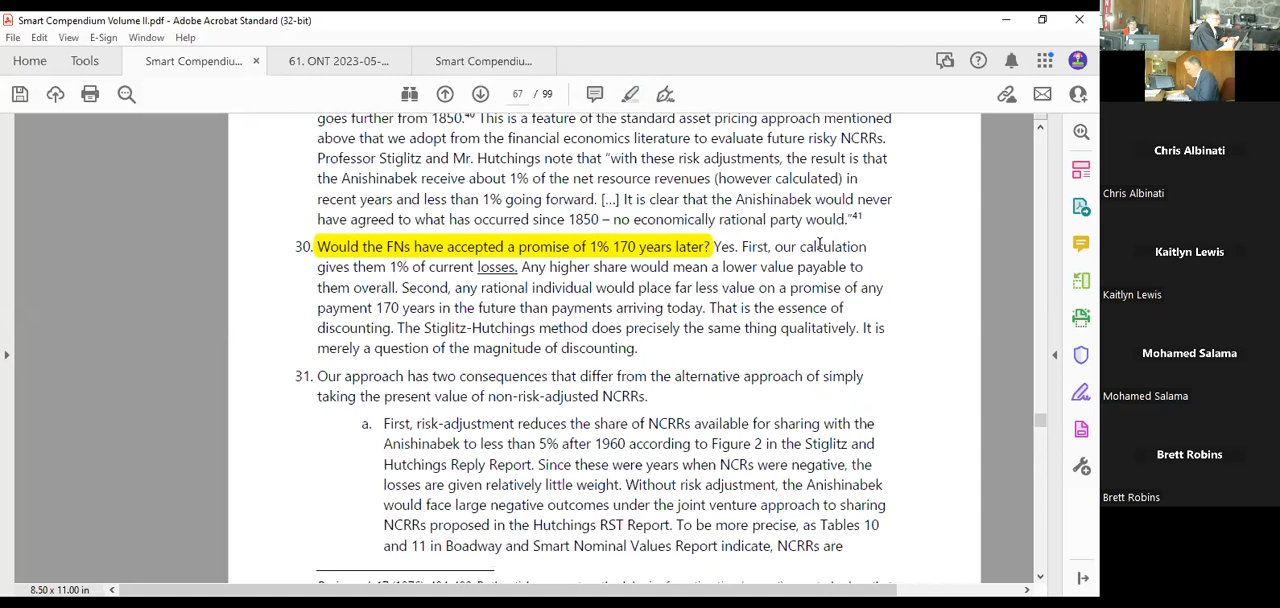 Smart Compendium Volume II.pdf - Adobe Acrobat Standard (32-bit)
File Edit View E-Sign Window Help
Home Tools Smart Compendiu... × 61. ONT 2023-05-... Smart Compendiu...
67 / 99
goes further from 1850.⁴⁰ This is a feature of the standard asset pricing approach mentioned
above that we adopt from the financial economics literature to evaluate future risky NCRRs.
Professor Stiglitz and Mr. Hutchings note that "with these risk adjustments, the result is that
the Anishinabek receive about 1% of the net resource revenues (however calculated) in
recent years and less than 1% going forward. [...] It is clear that the Anishinabek would never
have agreed to what has occurred since 1850 – no economically rational party would."⁴¹
30. Would the FNs have accepted a promise of 1% 170 years later? Yes. First, our calculation
gives them 1% of current losses. Any higher share would mean a lower value payable to
them overall. Second, any rational individual would place far less value on a promise of any
payment 170 years in the future than payments arriving today. That is the essence of
discounting. The Stiglitz-Hutchings method does precisely the same thing qualitatively. It is
merely a question of the magnitude of discounting.
31. Our approach has two consequences that differ from the alternative approach of simply
taking the present value of non-risk-adjusted NCRRs.
a. First, risk-adjustment reduces the share of NCRRs available for sharing with the
Anishinabek to less than 5% after 1960 according to Figure 2 in the Stiglitz and
Hutchings Reply Report. Since these were years when NCRs were negative, the
losses are given relatively little weight. Without risk adjustment, the Anishinabek
would face large negative outcomes under the joint venture approach to sharing
NCRRs proposed in the Hutchings RST Report. To be more precise, as Tables 10
and 11 in Boadway and Smart Nominal Values Report indicate, NCRRs are
8.50 x 11.00 in
Chris Albinati
Chris Albinati
Kaitlyn Lewis
Kaitlyn Lewis
Mohamed Salama
Mohamed Salama
Brett Robins
Brett Robins